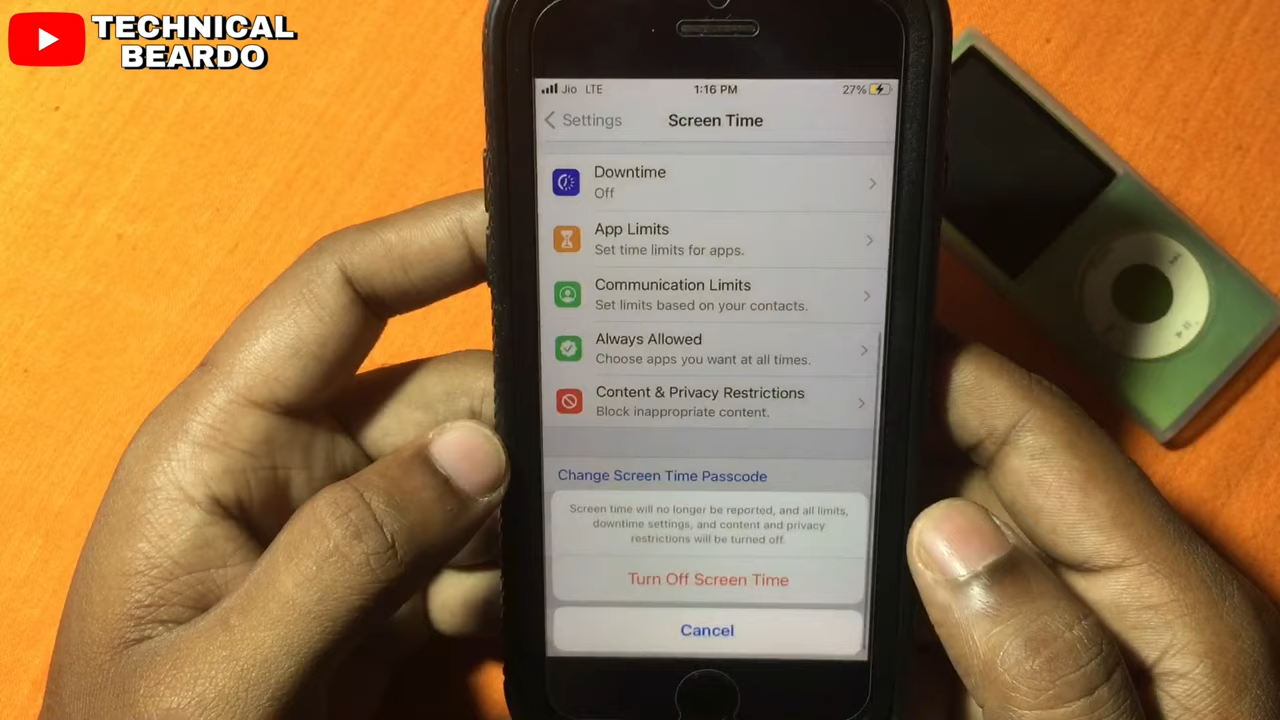 TECHNICAL
BEARDO
Jio LTE 1:16 PM 27%
Settings Screen Time
Downtime
Off
App Limits
Set time limits for apps.
Communication Limits
Set limits based on your contacts.
Always Allowed
Choose apps you want at all times.
Content & Privacy Restrictions
Block inappropriate content.
Change Screen Time Passcode
Screen time will no longer be reported, and all limits,
downtime settings, and content and privacy
restrictions will be turned off.
Turn Off Screen Time
Cancel